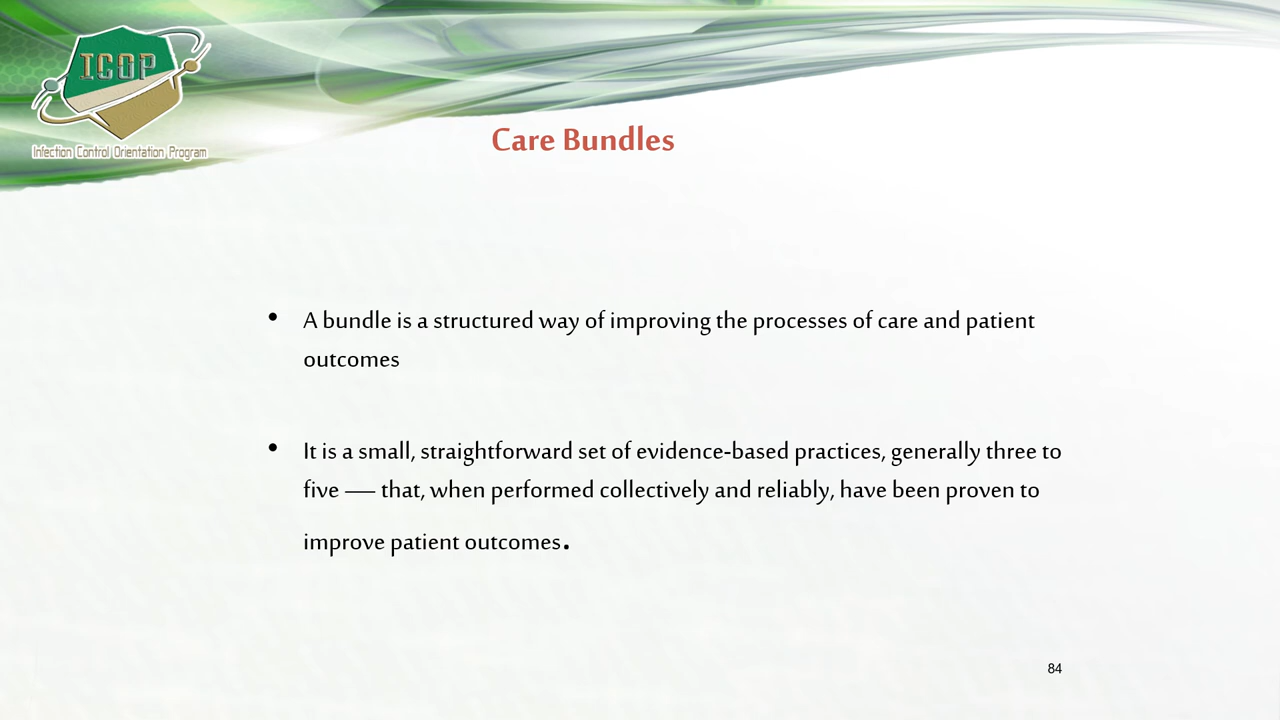 ICOP
Infection Control Orientation Program
Care Bundles
• A bundle is a structured way of improving the processes of care and patient
outcomes
• It is a small, straightforward set of evidence-based practices, generally three to
five — that, when performed collectively and reliably, have been proven to
improve patient outcomes.
84